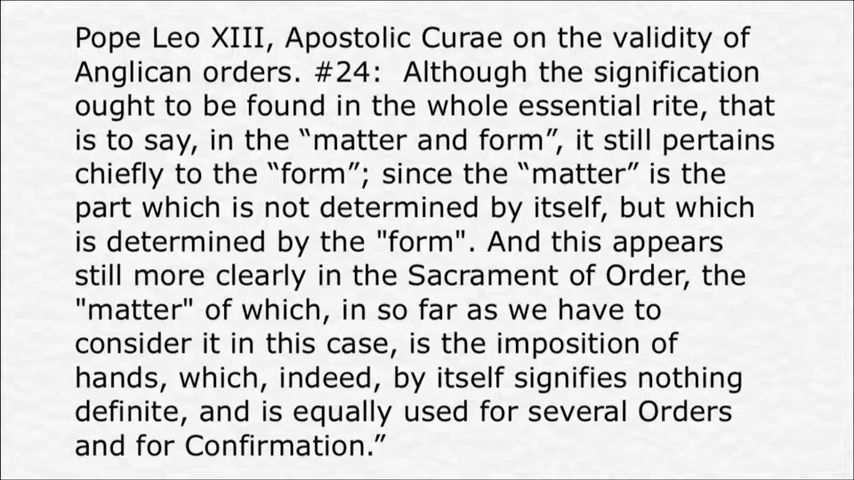 Pope Leo XIII, Apostolic Curae on the validity of
Anglican orders. #24:  Although the signification
ought to be found in the whole essential rite, that
is to say, in the “matter and form”, it still pertains
chiefly to the “form”; since the “matter” is the
part which is not determined by itself, but which
is determined by the "form". And this appears
still more clearly in the Sacrament of Order, the
"matter" of which, in so far as we have to
consider it in this case, is the imposition of
hands, which, indeed, by itself signifies nothing
definite, and is equally used for several Orders
and for Confirmation.”